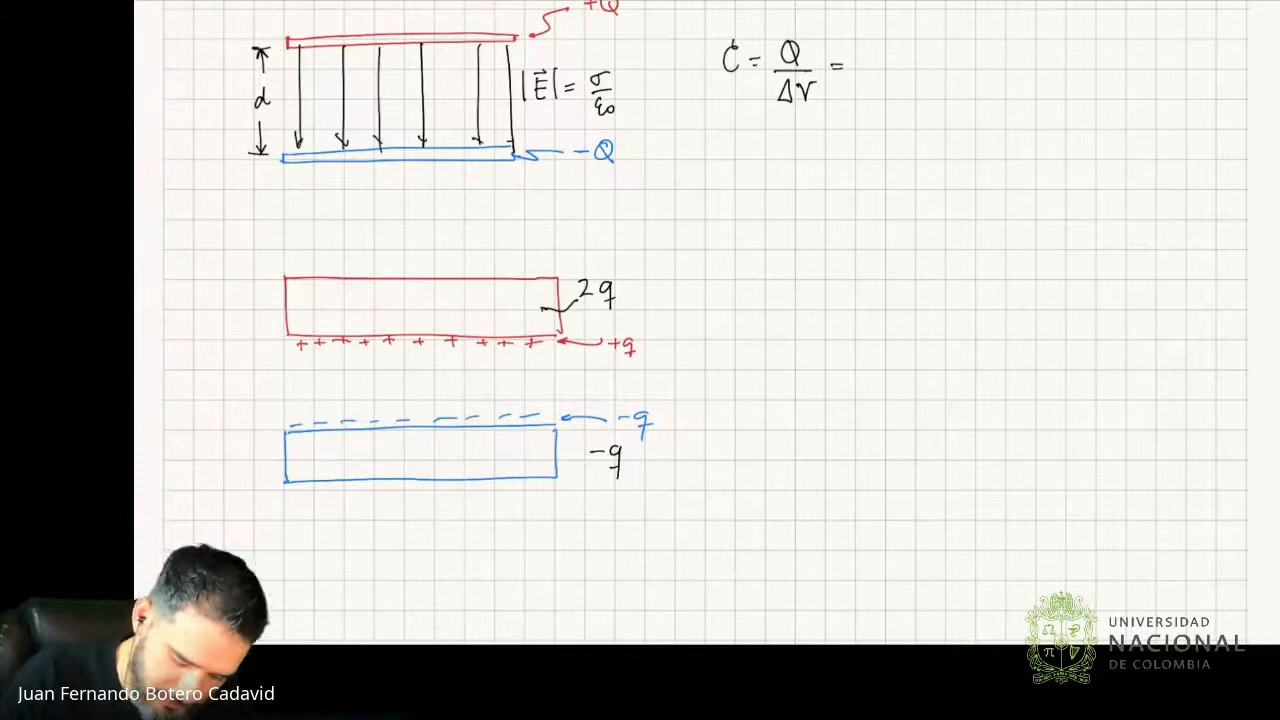 +Q
C = Q/ΔV =
d
|E⃗| = σ/ε₀
-Q
2q
+ + + + + + + + + +
+q
- - - - - - - - - -
-q
-q
UNIVERSIDAD
NACIONAL
DE COLOMBIA
Juan Fernando Botero Cadavid